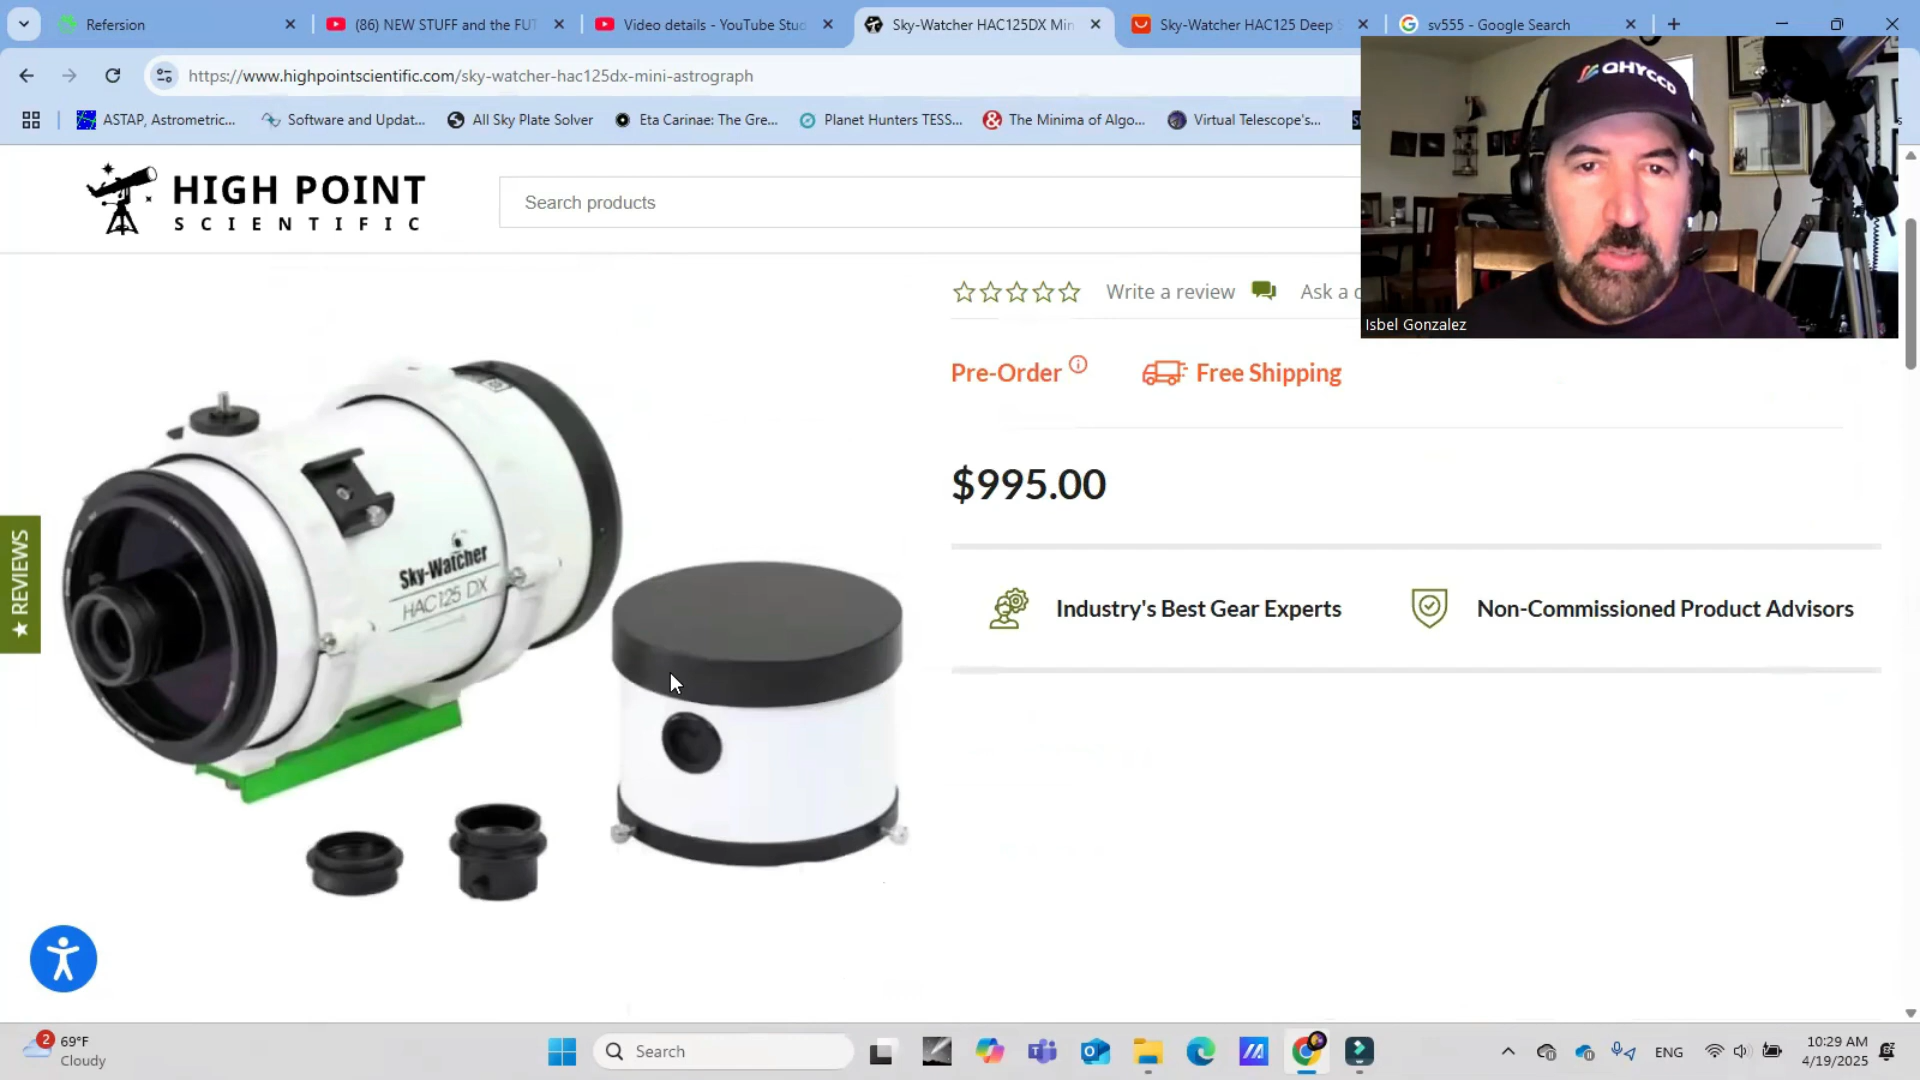 Refersion
(86) NEW STUFF and the FUT
Video details - YouTube Stud
Sky-Watcher HAC125DX Min
Sky-Watcher HAC125 Deep S
sv555 - Google Search
https://www.highpointscientific.com/sky-watcher-hac125dx-mini-astrograph
ASTAP, Astrometric...
Software and Updat...
All Sky Plate Solver
Eta Carinae: The Gre...
Planet Hunters TESS...
The Minima of Algo...
Virtual Telescope's...
QHYCCD
HIGH POINT
SCIENTIFIC
Search products
Write a review
Ask a
Isbel Gonzalez
Pre-Order
Free Shipping
$995.00
Industry's Best Gear Experts
Non-Commissioned Product Advisors
★ REVIEWS
Sky-Watcher
HAC125 DX
2
69°F
Cloudy
Search
ENG
10:29 AM
4/19/2025